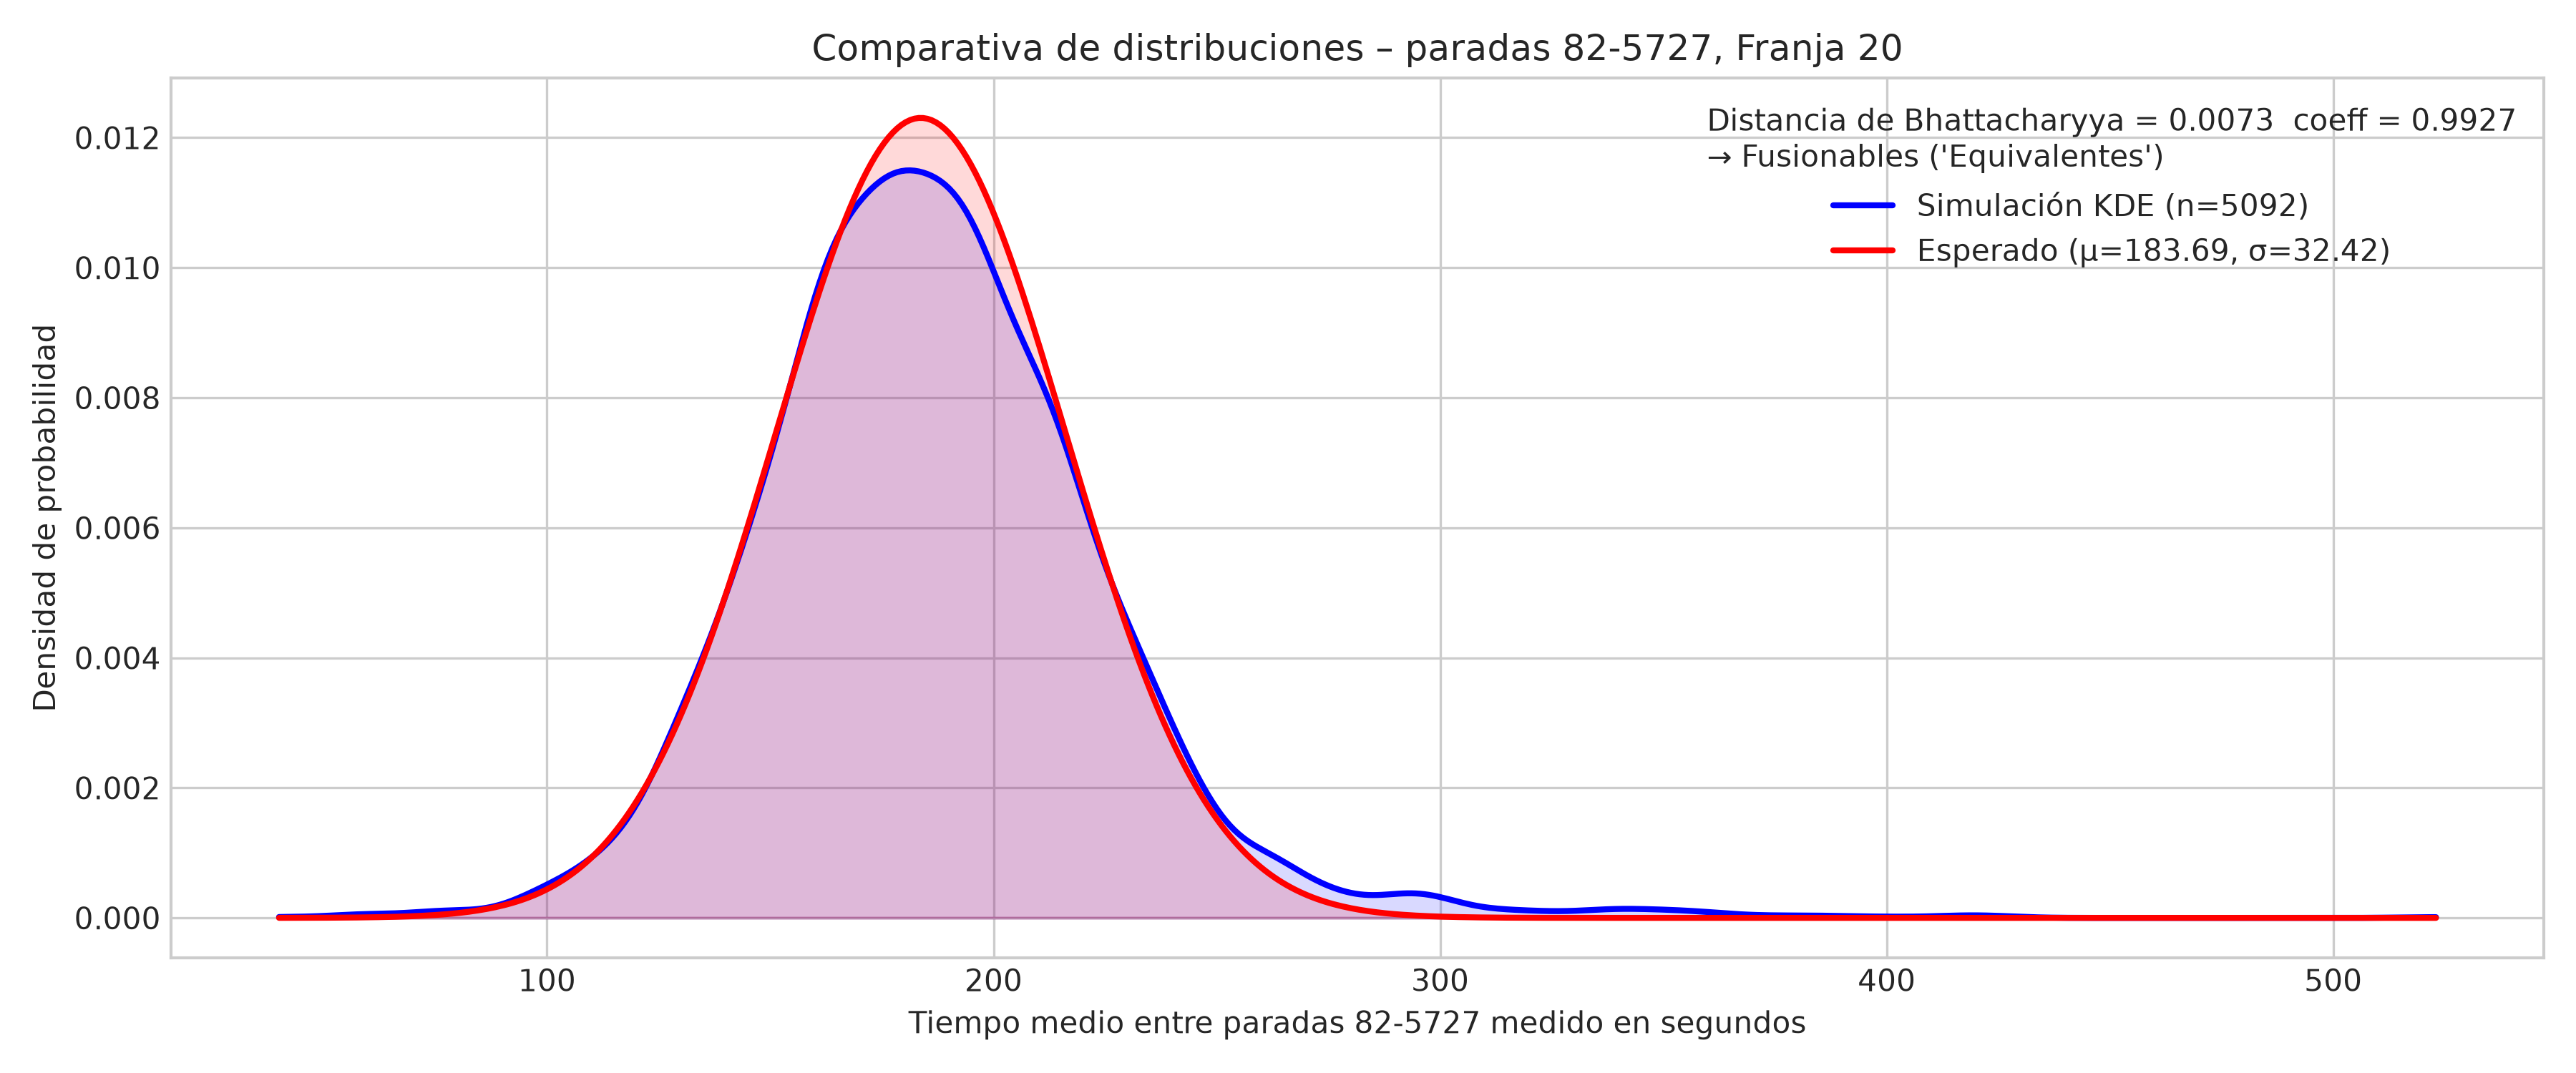 Comparativa de distribuciones – paradas 82-5727, Franja 20
Distancia de Bhattacharyya = 0.0073  coeff = 0.9927
→ Fusionables ('Equivalentes')
Simulación KDE (n=5092)
Esperado (μ=183.69, σ=32.42)
Densidad de probabilidad
0.012
0.010
0.008
0.006
0.004
0.002
0.000
100
200
300
400
500
Tiempo medio entre paradas 82-5727 medido en segundos